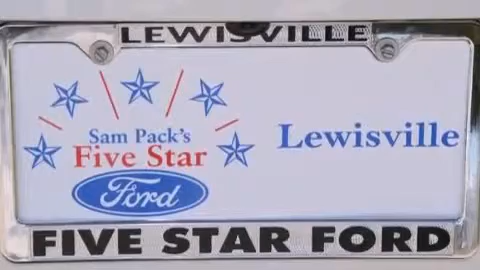 LEWISVILLE
Sam Pack's
Five Star
Ford
Lewisville
FIVE STAR FORD